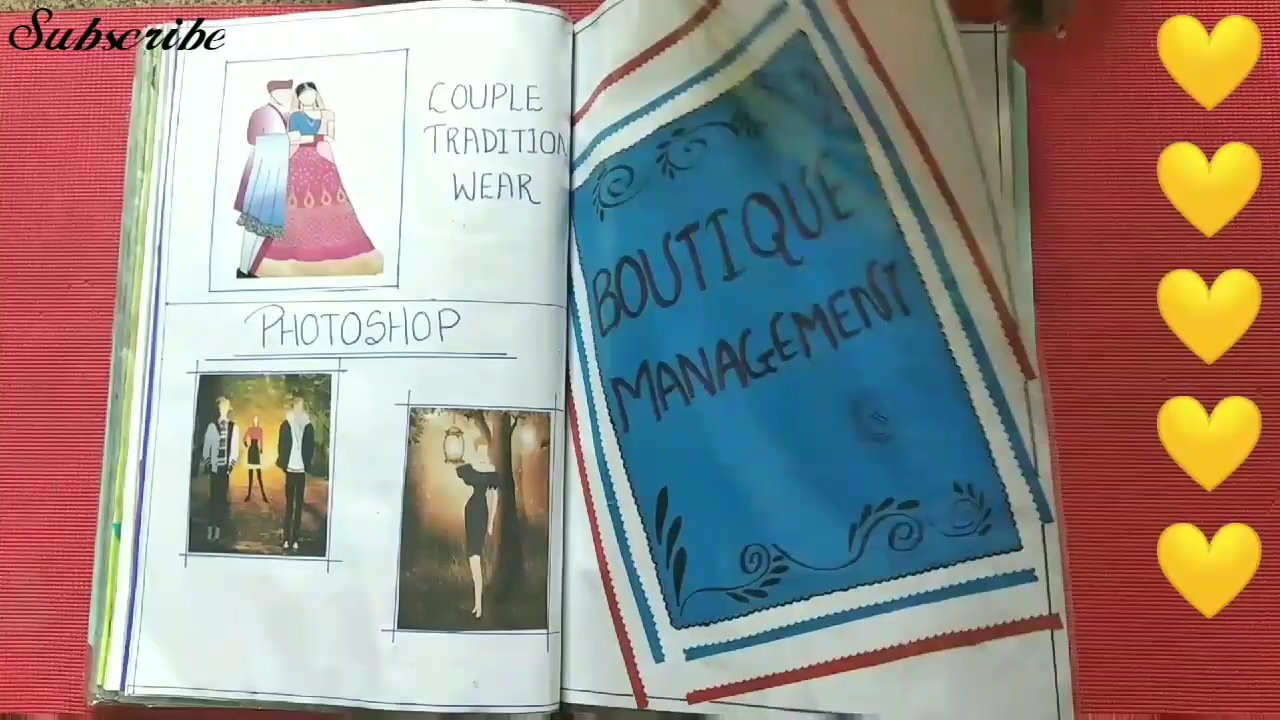 Subscribe
COUPLE
TRADITION
WEAR
PHOTOSHOP
BOUTIQUE
MANAGEMENT